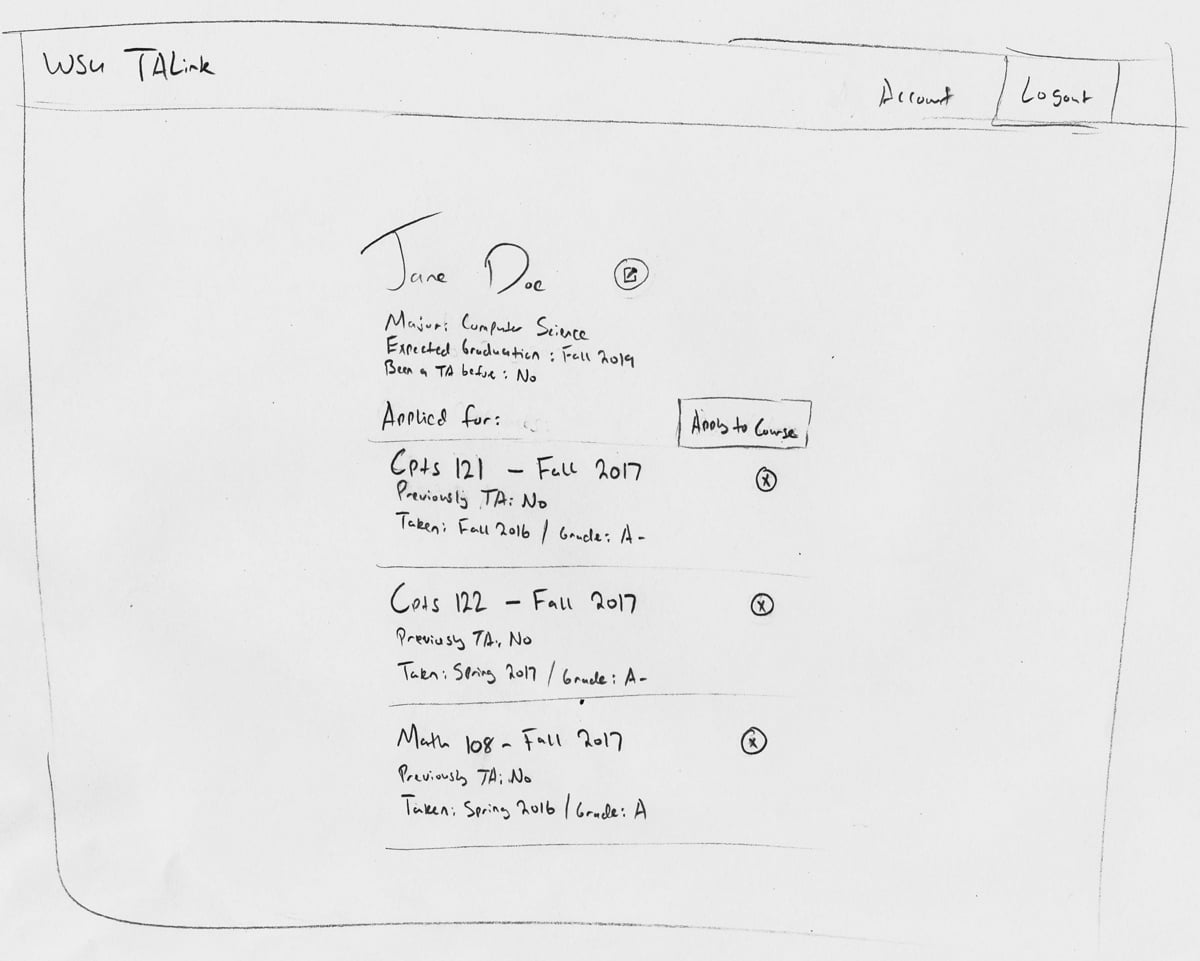 WSU TALink
Account
Logout
Jane Doe
Major: Computer Science
Expected Graduation: Fall 2019
Been a TA before: No
Applied for:
Apply to Course
Cpts 121 - Fall 2017
Previously TA: No
Taken: Fall 2016 / Grade: A-
Cpts 122 - Fall 2017
Previously TA: No
Taken: Spring 2017 / Grade: A-
Math 108 - Fall 2017
Previously TA: No
Taken: Spring 2016 / Grade: A